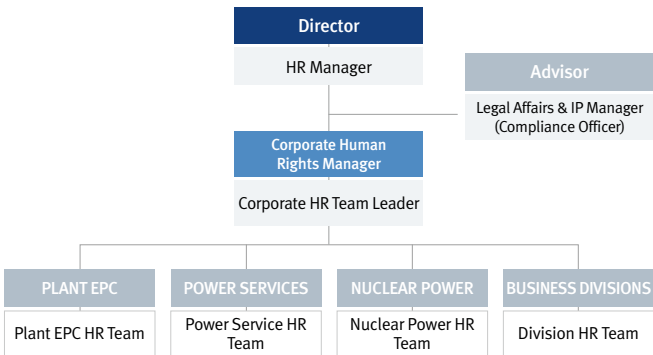 Director
HR Manager
Advisor
Legal Affairs & IP Manager
(Compliance Officer)
Corporate Human
Rights Manager
Corporate HR Team Leader
PLANT EPC
Plant EPC HR Team
POWER SERVICES
Power Service HR
Team
NUCLEAR POWER
Nuclear Power HR
Team
BUSINESS DIVISIONS
Division HR Team